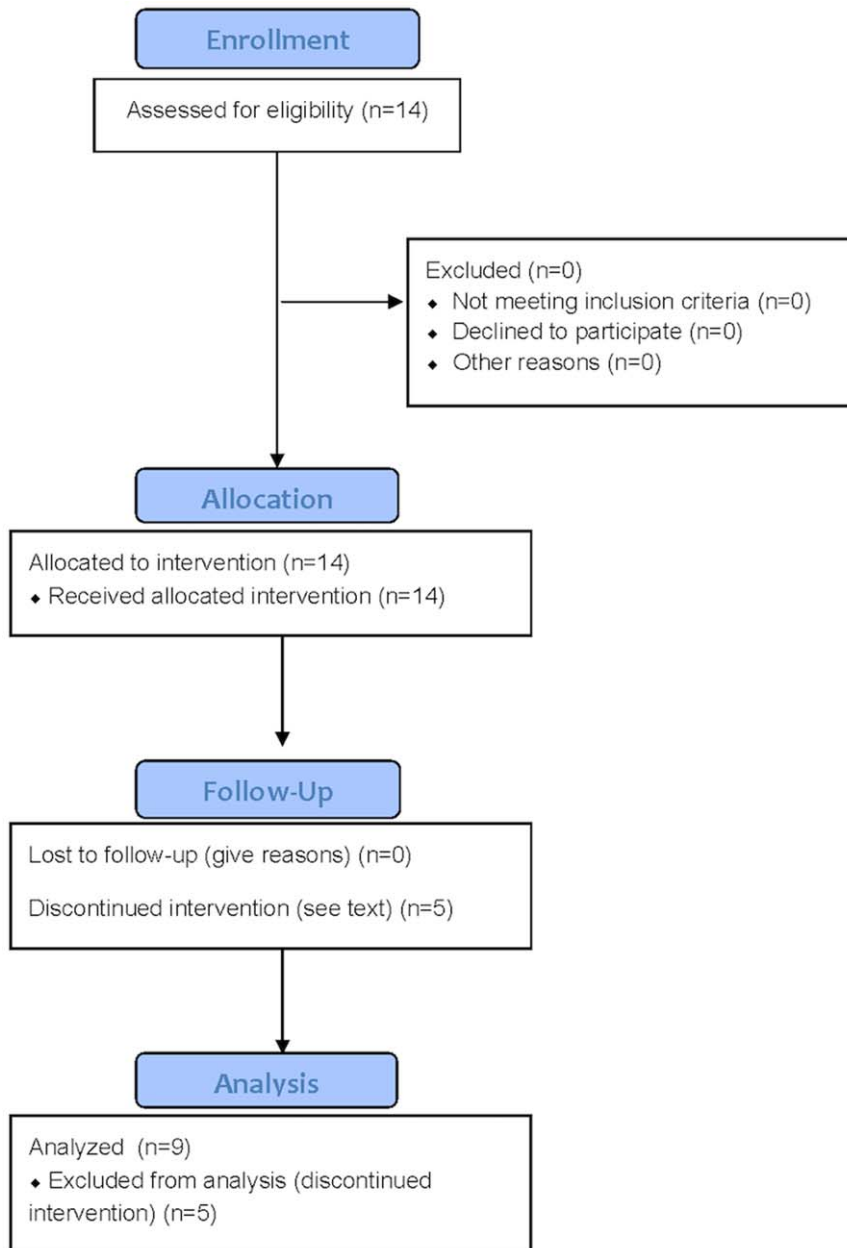 Enrollment
Assessed for eligibility (n=14)
Excluded (n=0)
⬥ Not meeting inclusion criteria (n=0)
⬥ Declined to participate (n=0)
⬥ Other reasons (n=0)
Allocation
Allocated to intervention (n=14)
⬥ Received allocated intervention (n=14)
Follow-Up
Lost to follow-up (give reasons) (n=0)
Discontinued intervention (see text) (n=5)
Analysis
Analyzed (n=9)
⬥ Excluded from analysis (discontinued
intervention) (n=5)